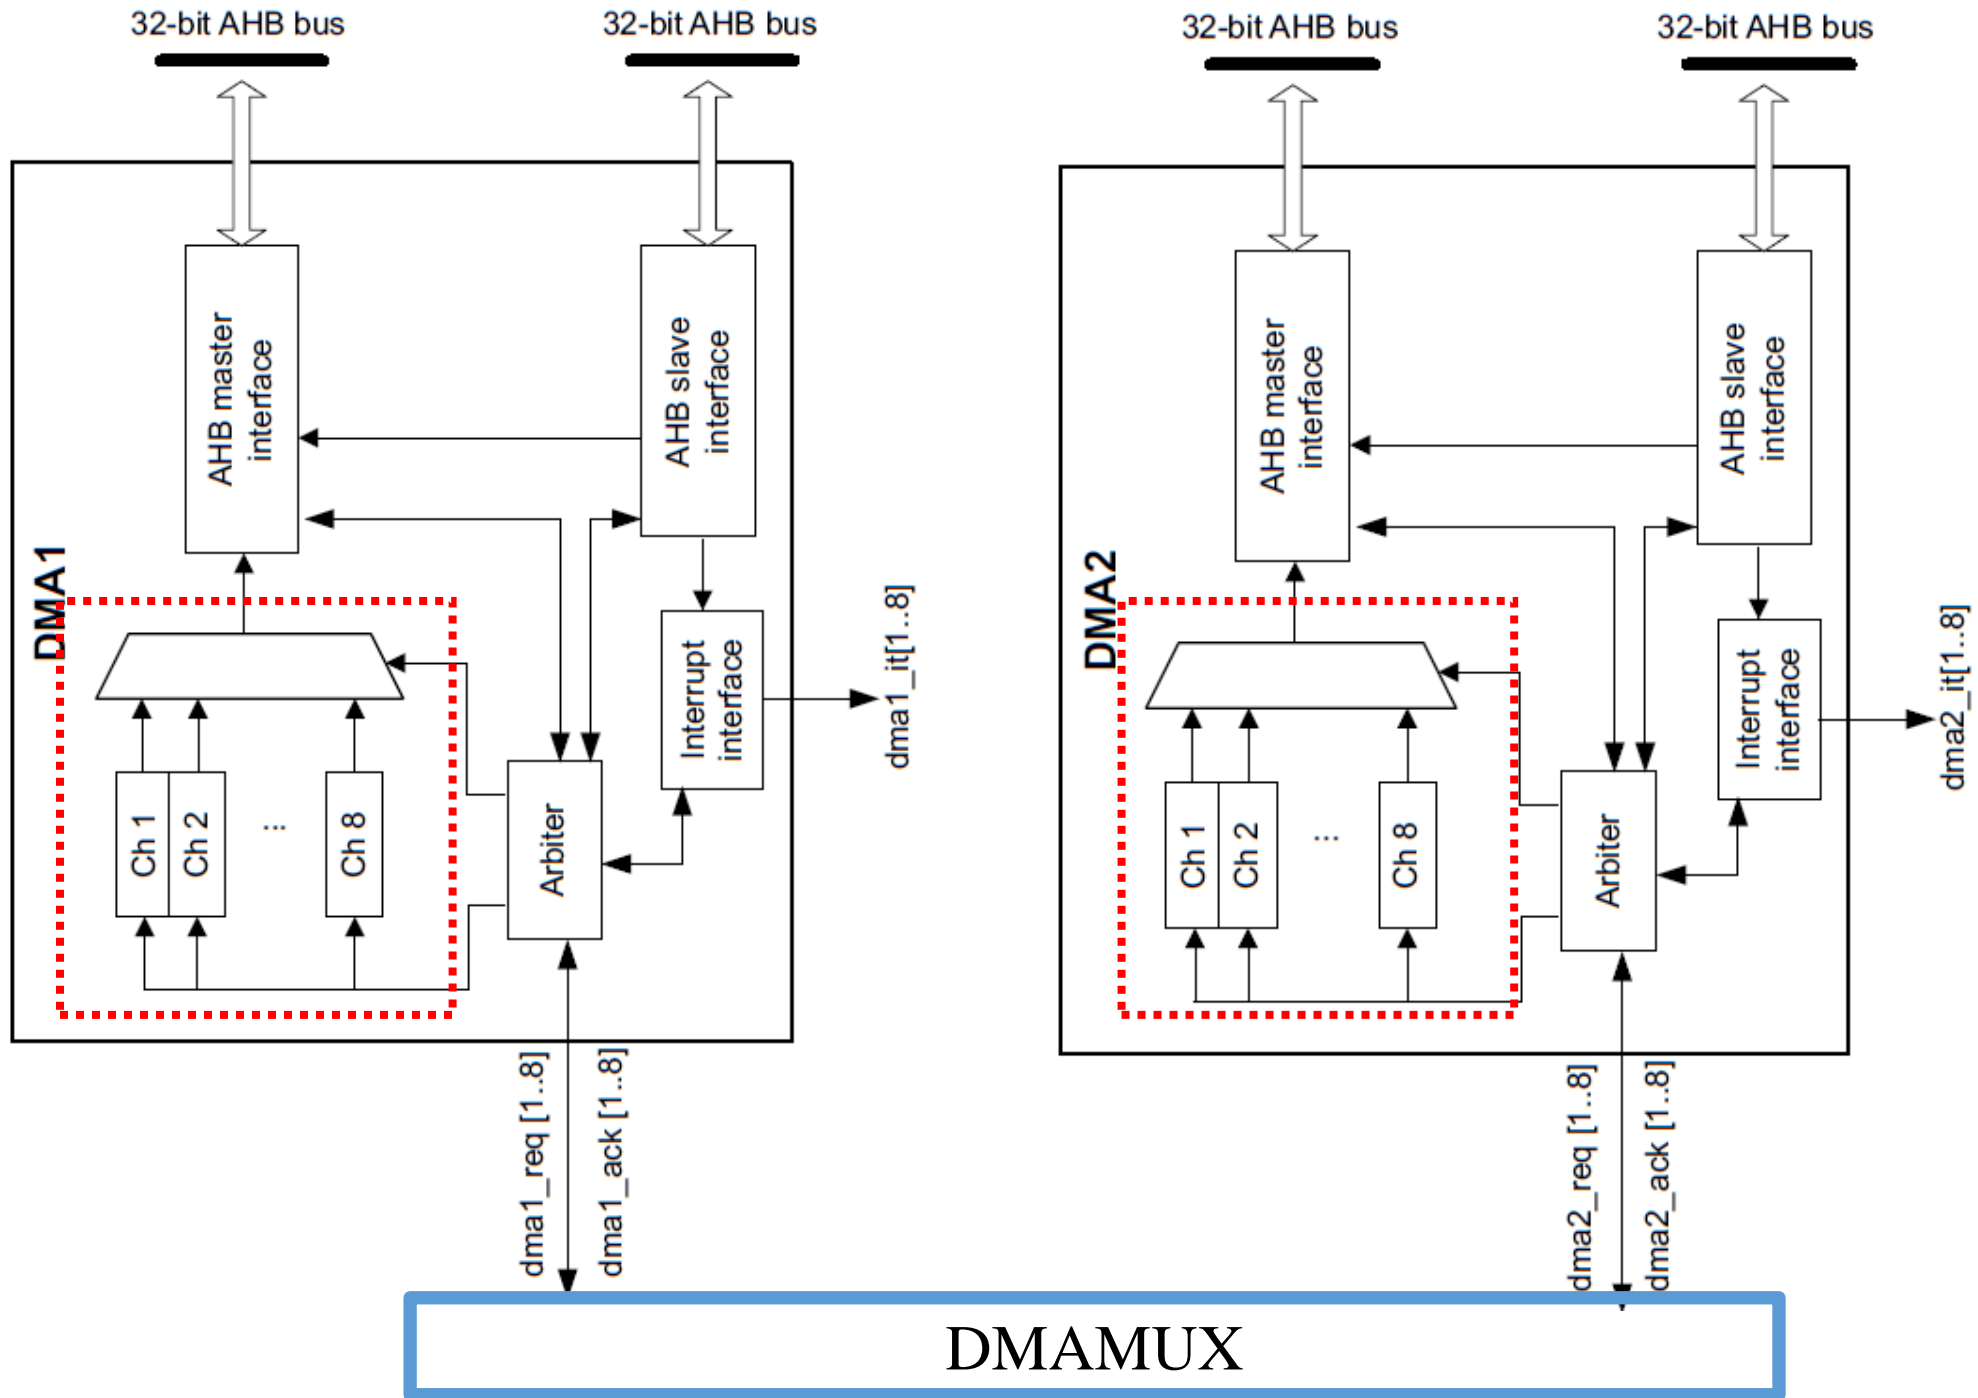 32-bit AHB bus
32-bit AHB bus
32-bit AHB bus
32-bit AHB bus
DMA1
AHB master
interface
AHB slave
interface
Ch 1
Ch 2
...
Ch 8
Arbiter
Interrupt
interface
dma1_it[1..8]
dma1_req [1..8]
dma1_ack [1..8]
DMA2
AHB master
interface
AHB slave
interface
Ch 1
Ch 2
...
Ch 8
Arbiter
Interrupt
interface
dma2_it[1..8]
dma2_req [1..8]
dma2_ack [1..8]
DMAMUX